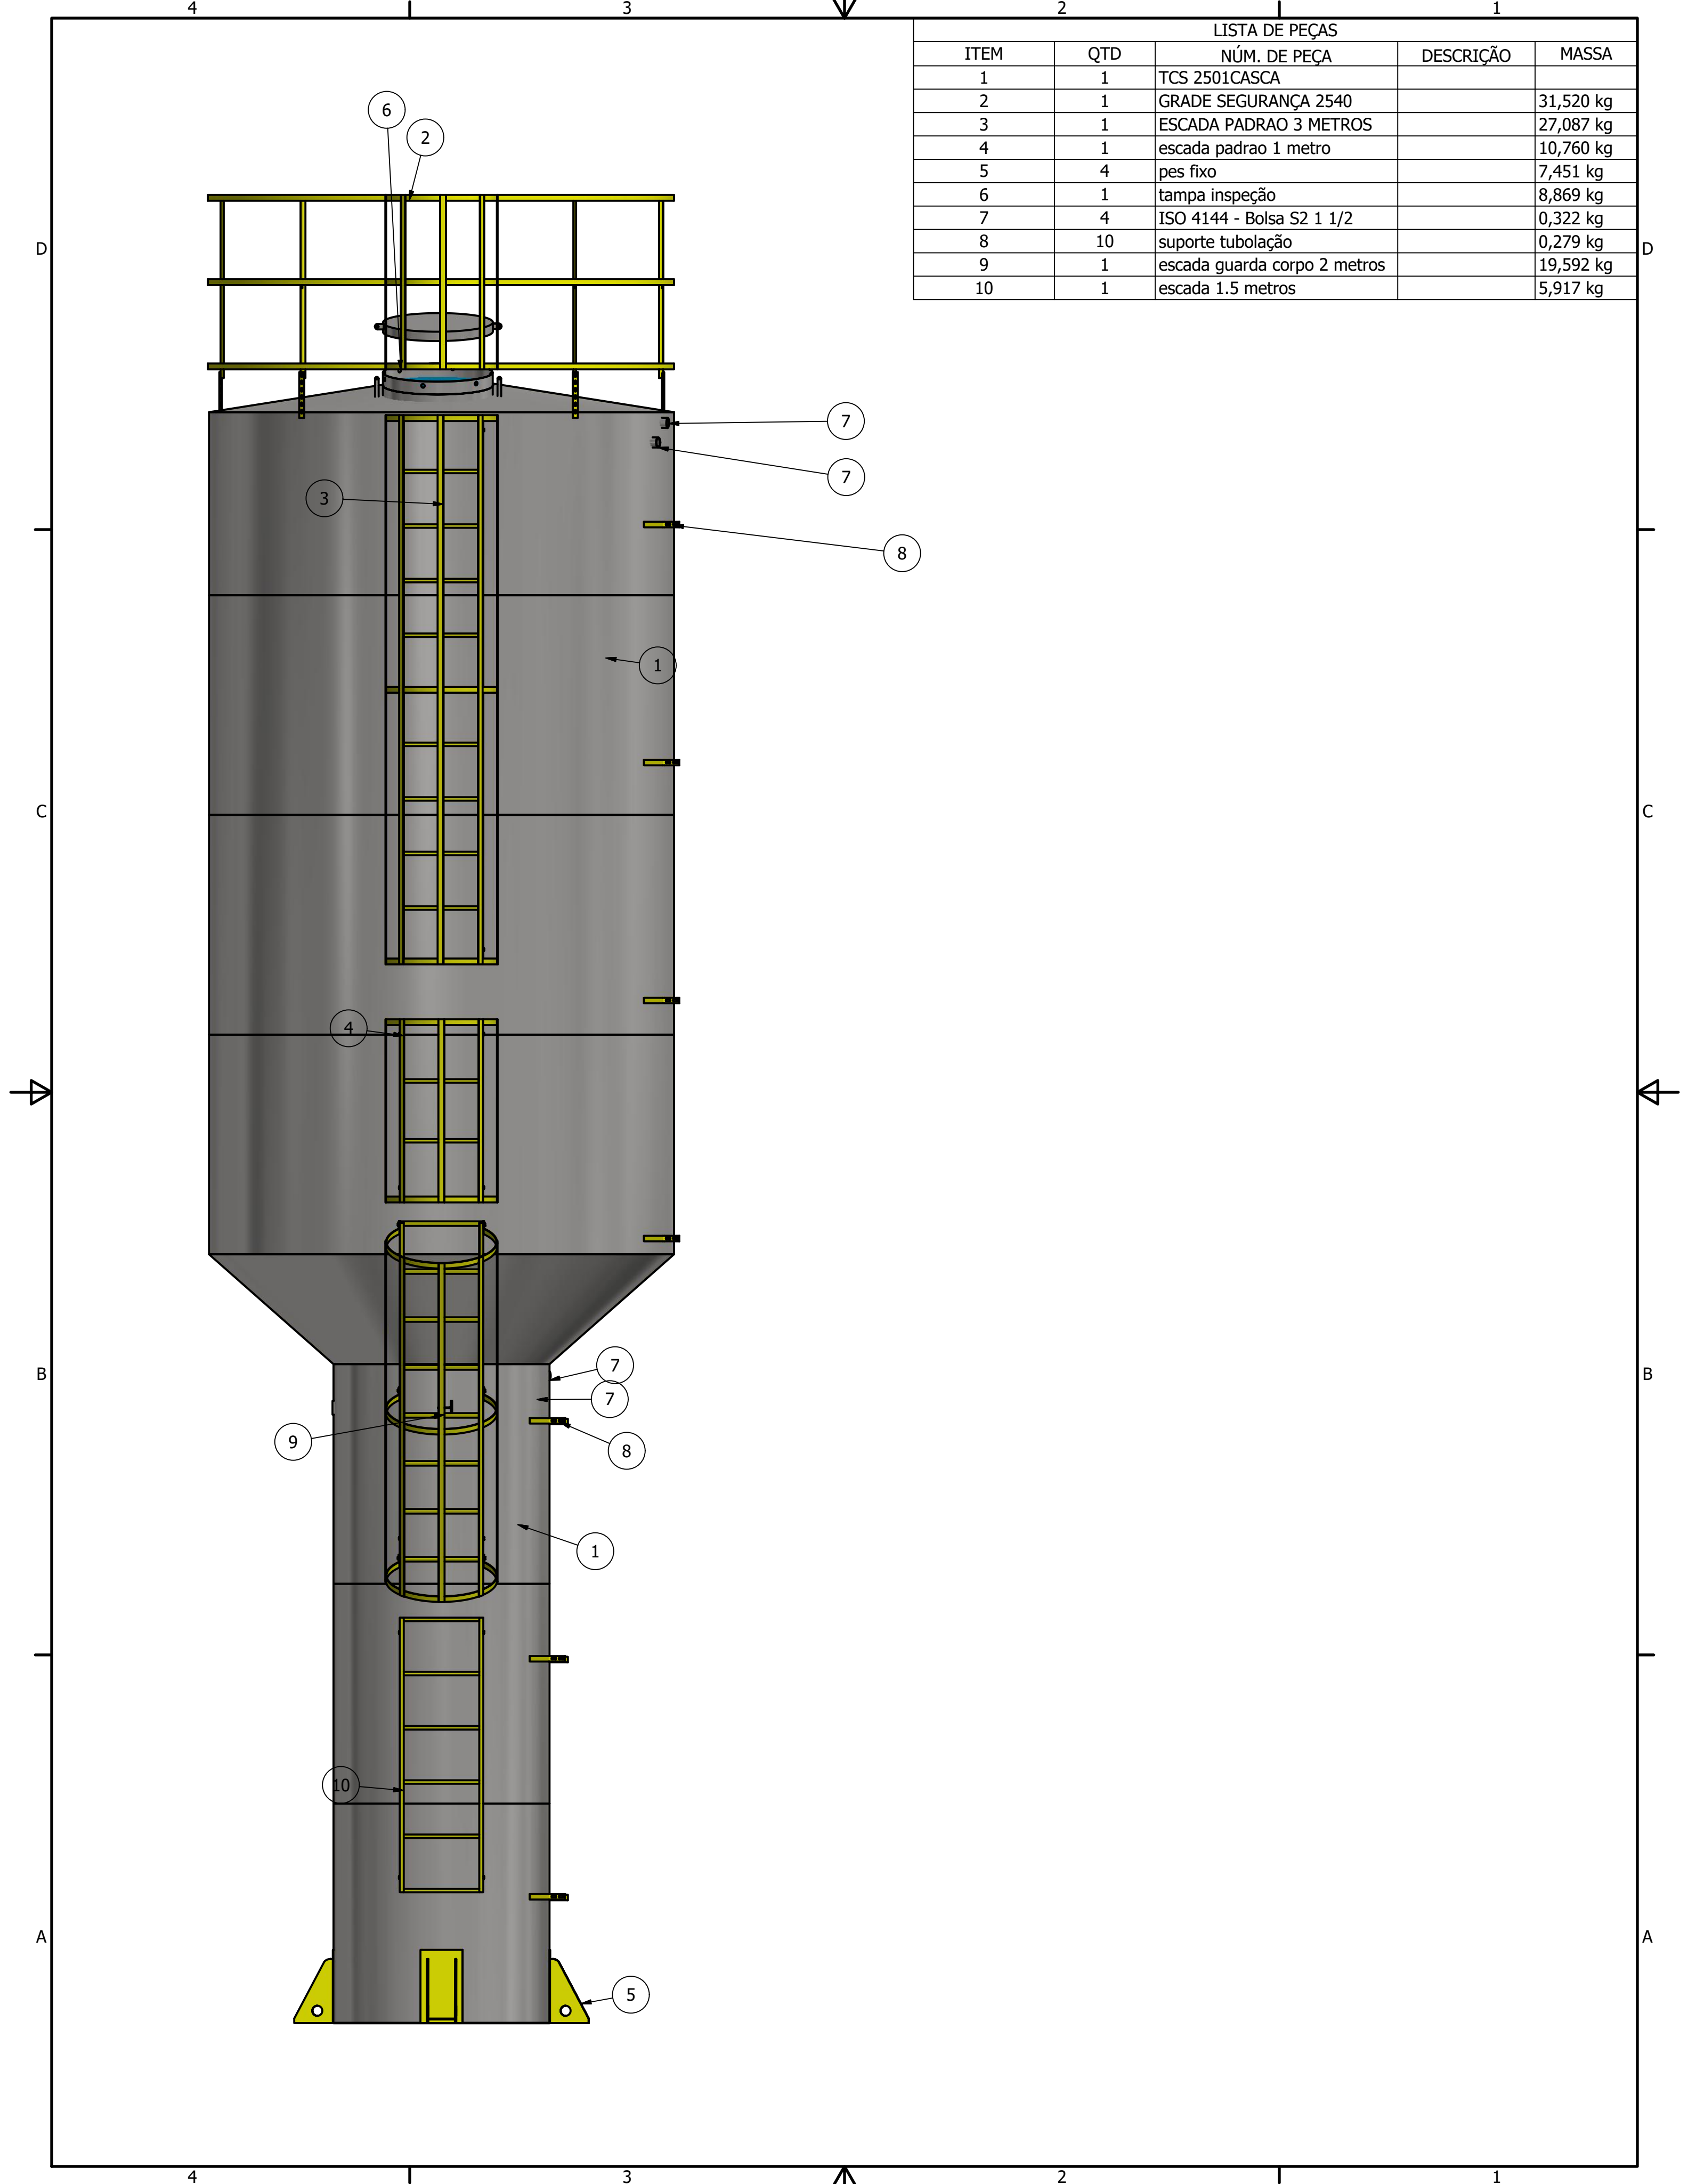 4 3 2 1
LISTA DE PEÇAS
ITEM QTD NÚM. DE PEÇA DESCRIÇÃO MASSA
1 1 TCS 2501CASCA
2 1 GRADE SEGURANÇA 2540 31,520 kg
3 1 ESCADA PADRAO 3 METROS 27,087 kg
4 1 escada padrao 1 metro 10,760 kg
5 4 pes fixo 7,451 kg
6 1 tampa inspeção 8,869 kg
7 4 ISO 4144 - Bolsa S2 1 1/2 0,322 kg
8 10 suporte tubolação 0,279 kg
9 1 escada guarda corpo 2 metros 19,592 kg
10 1 escada 1.5 metros 5,917 kg
6
2
D D
7
7
3
8
1
C C
4
7
B B
7
9
8
1
10
A A
5
4 3 2 1